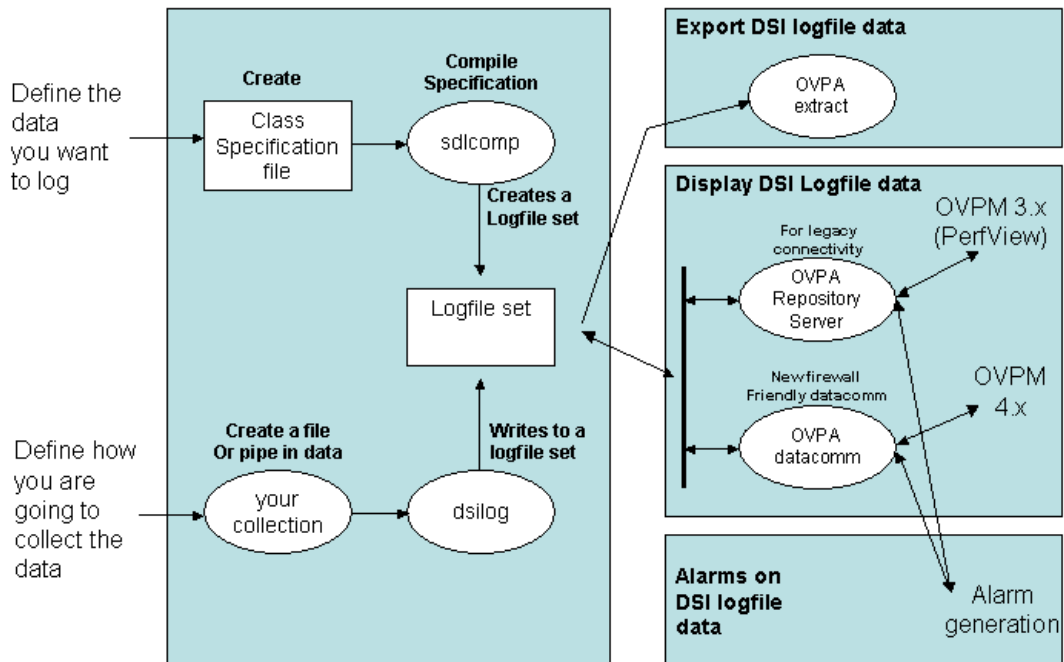 Define the
data
you want
to log
Create
Class
Specification
file
Compile
Specification
sdlcomp
Creates a
Logfile set
Logfile set
Define how
you are
going to
collect the
data
Create a file
Or pipe in data
your
collection
Writes to a
logfile set
dsilog
Export DSI logfile data
OVPA
extract
Display DSI Logfile data
For legacy
connectivity
OVPA
Repository
Server
OVPM 3.x
(PerfView)
New firewall
Friendly datacomm
OVPA
datacomm
OVPM
4.x
Alarms on
DSI logfile
data
Alarm
generation